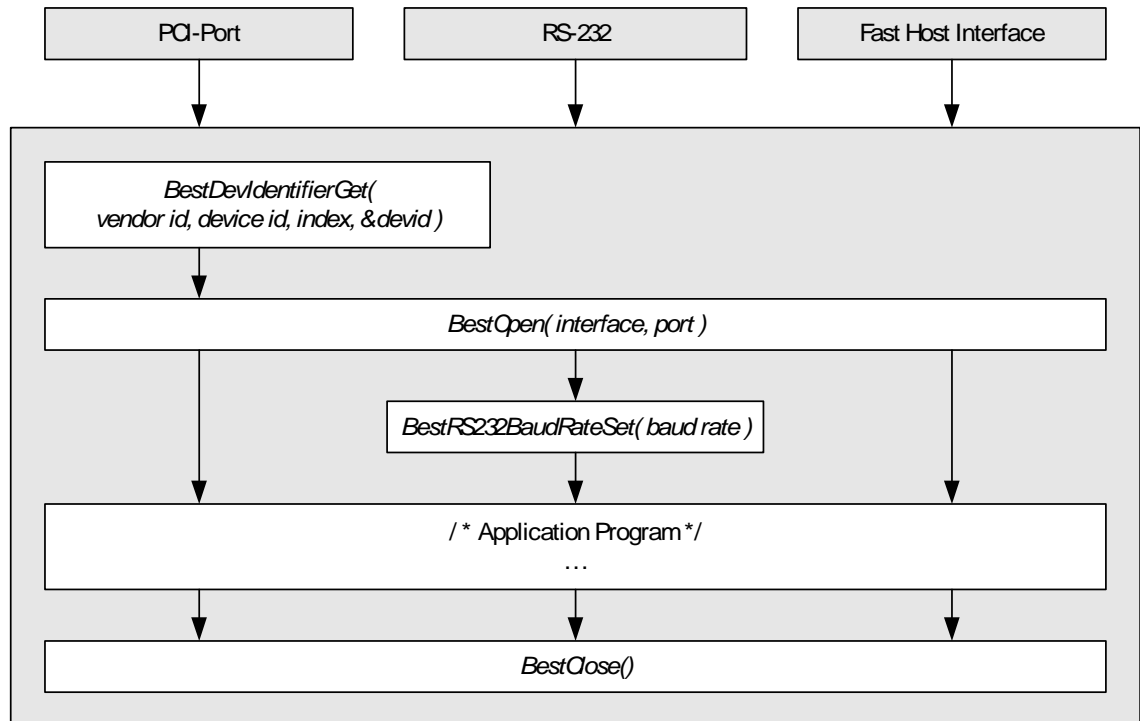 PCI-Port
RS-232
Fast Host Interface
BestDevIdentifierGet(
vendor id, device id, index, &devid )
BestOpen( interface, port )
BestRS232BaudRateSet( baud rate )
/ * Application Program */
…
BestClose()